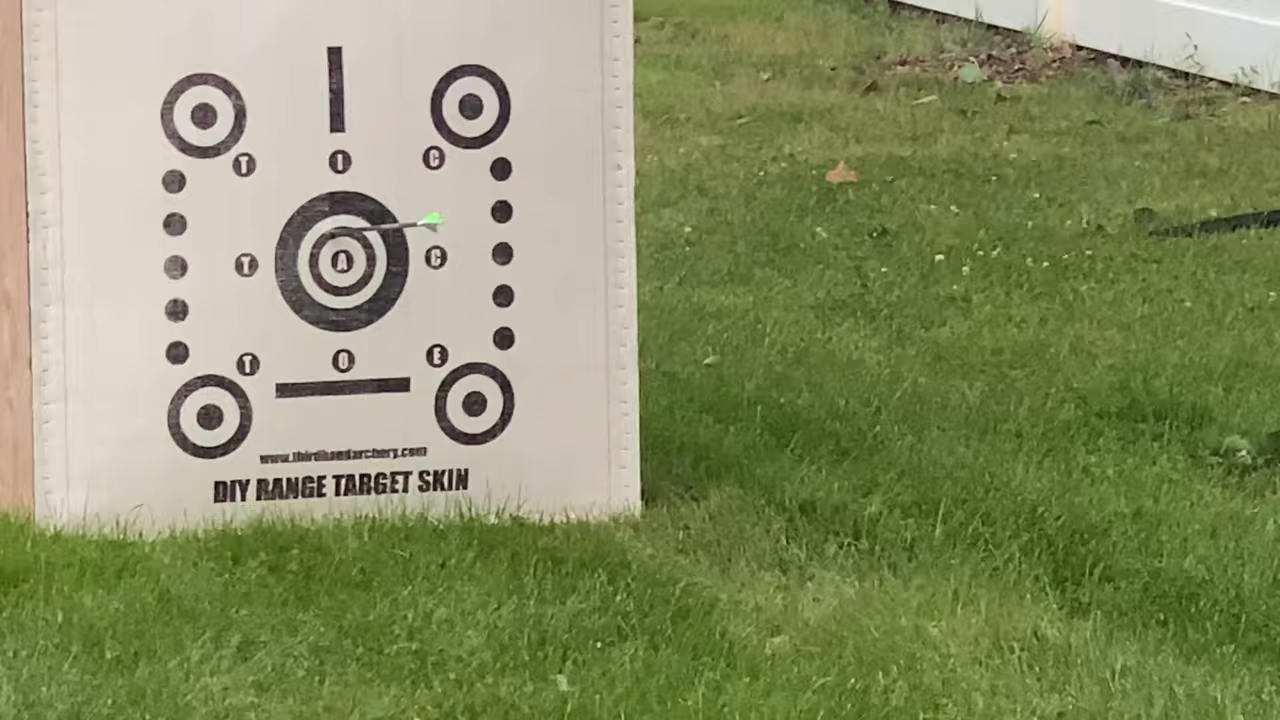 T I C
T A C
T O E
www.thirdhandarchery.com
DIY RANGE TARGET SKIN